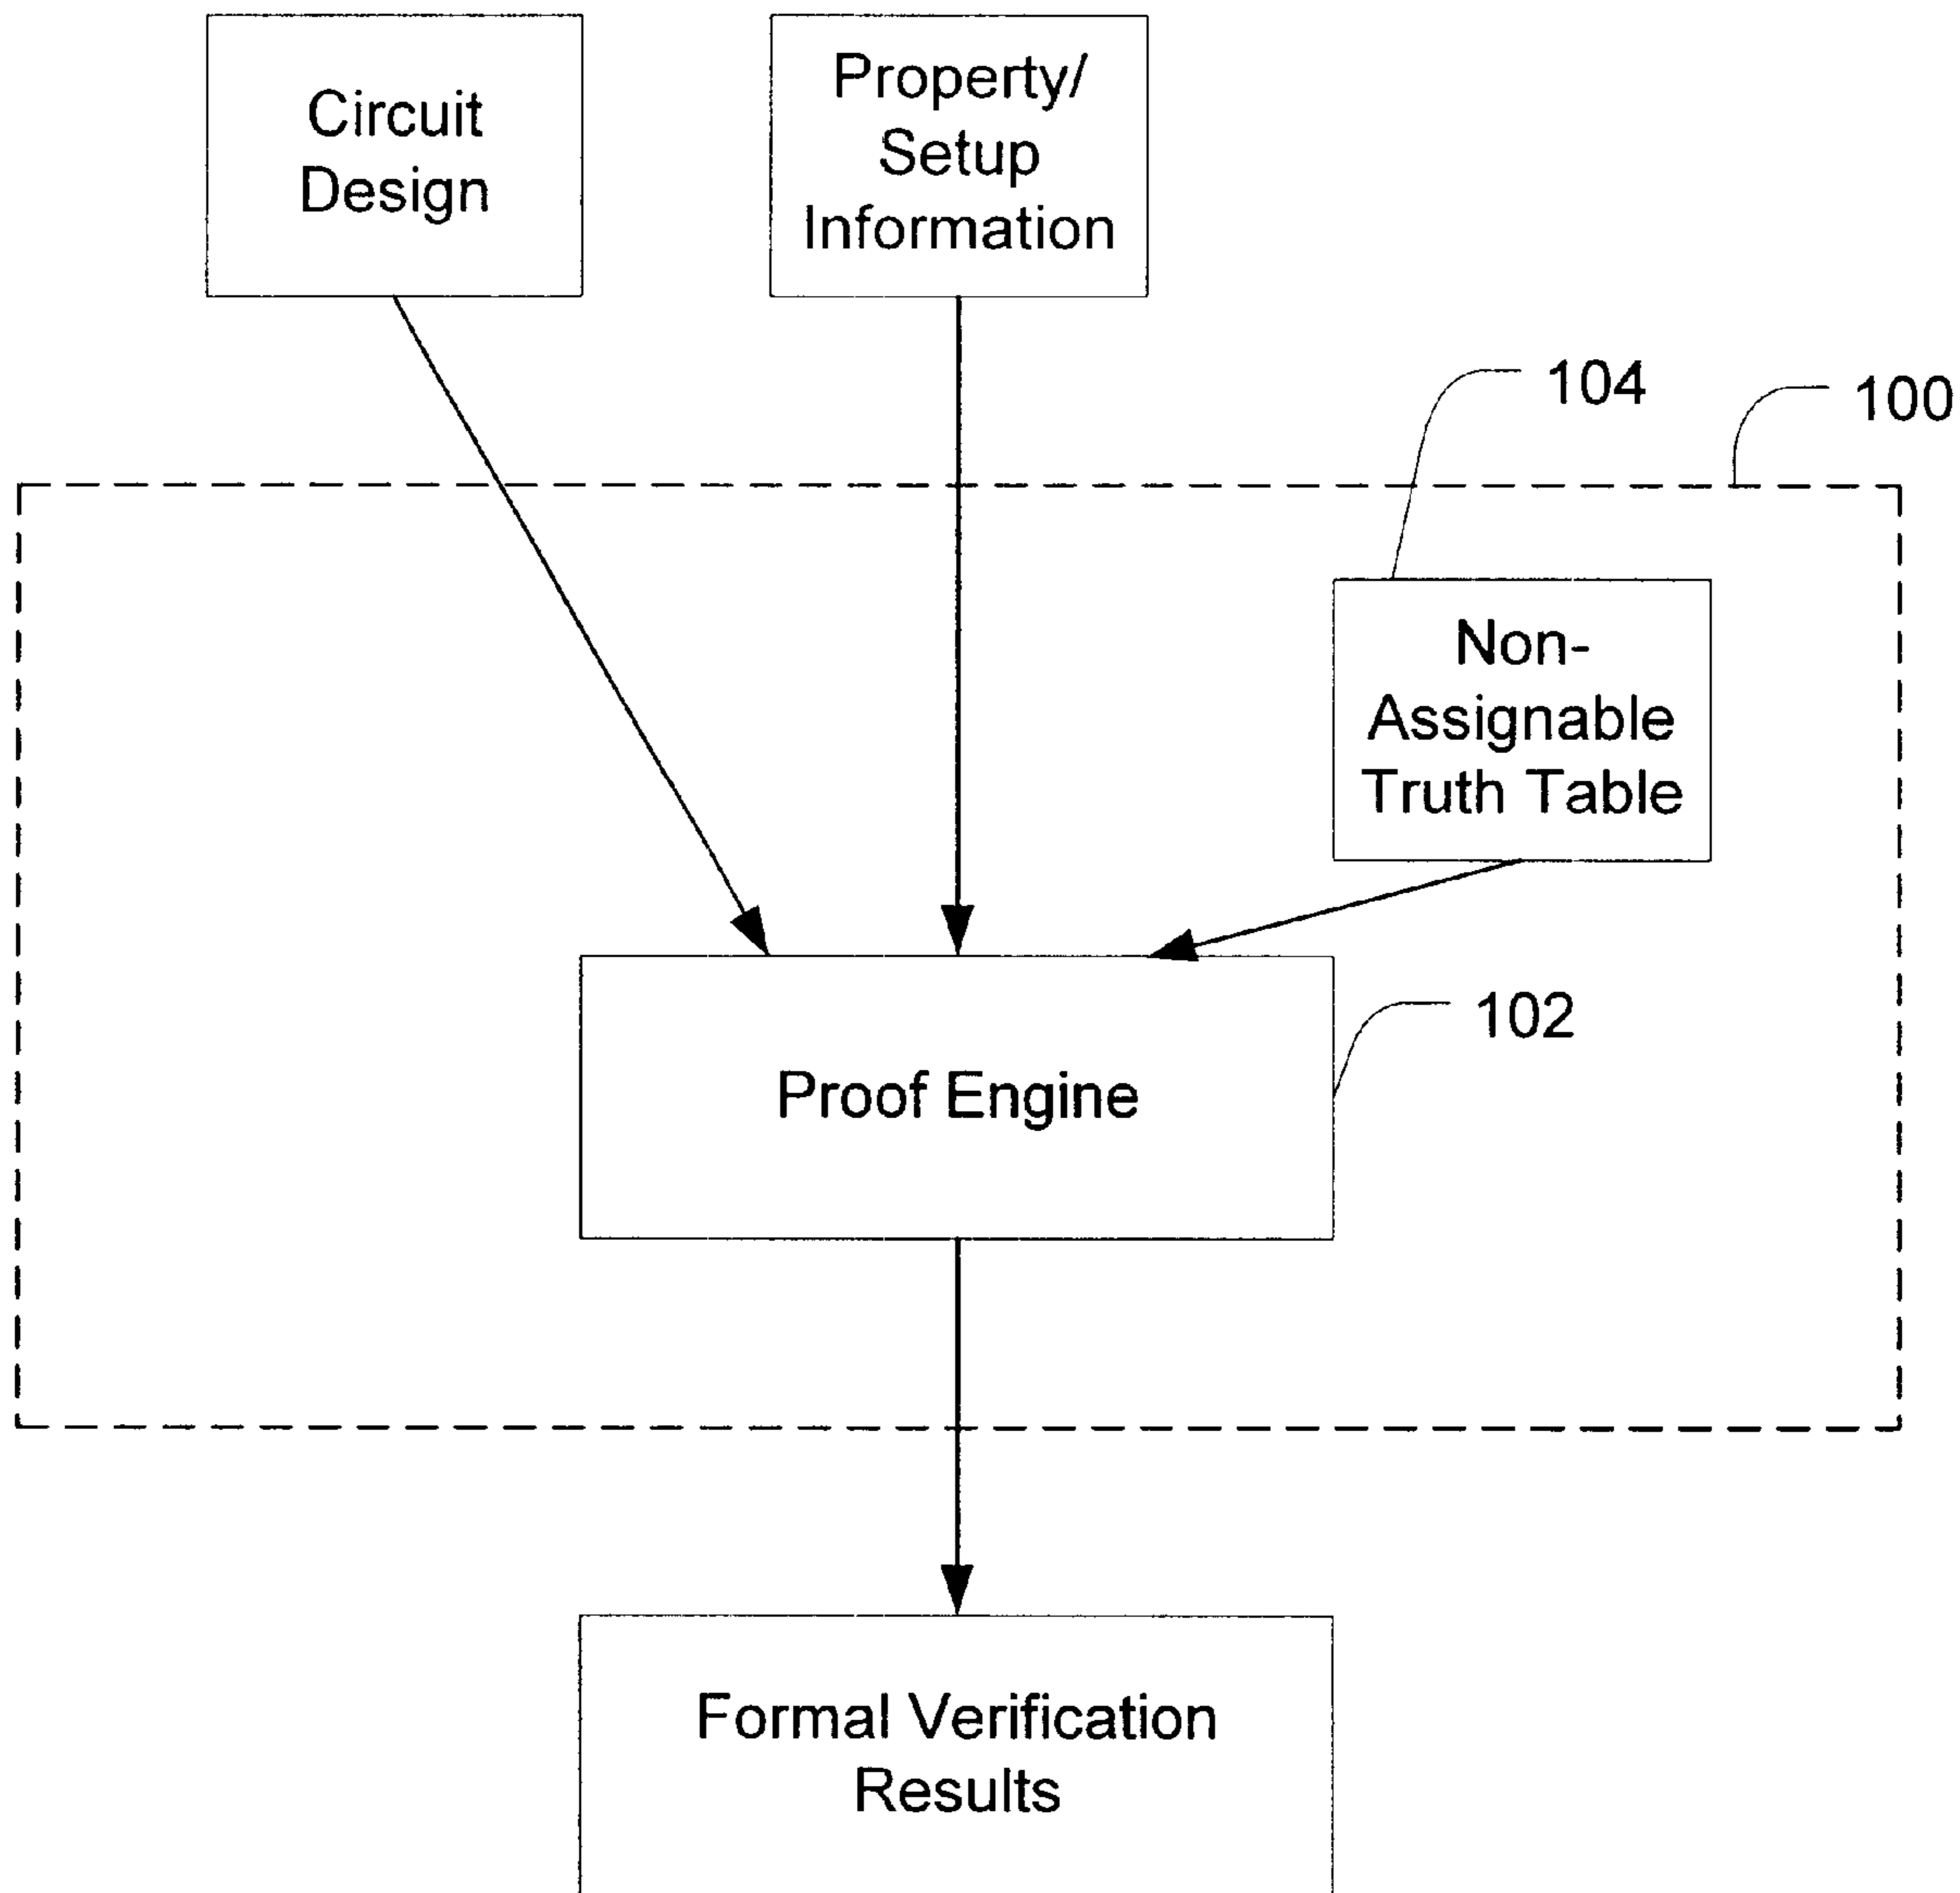 Circuit
Design
Property/
Setup
Information
104
100
Non-
Assignable
Truth Table
102
Proof Engine
Formal Verification
Results